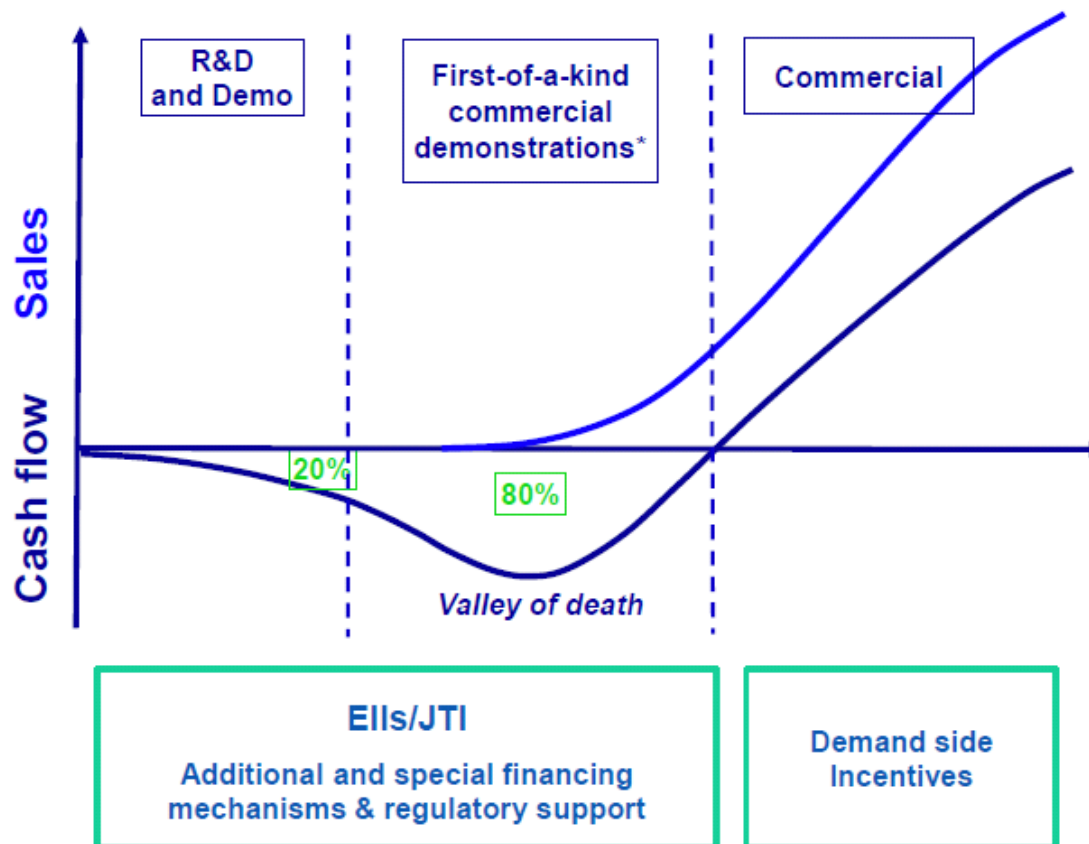 R&D
and Demo
First-of-a-kind
commercial
demonstrations*
Commercial
Sales
Cash flow
20%
80%
Valley of death
EIIs/JTI
Additional and special financing
mechanisms & regulatory support
Demand side
Incentives